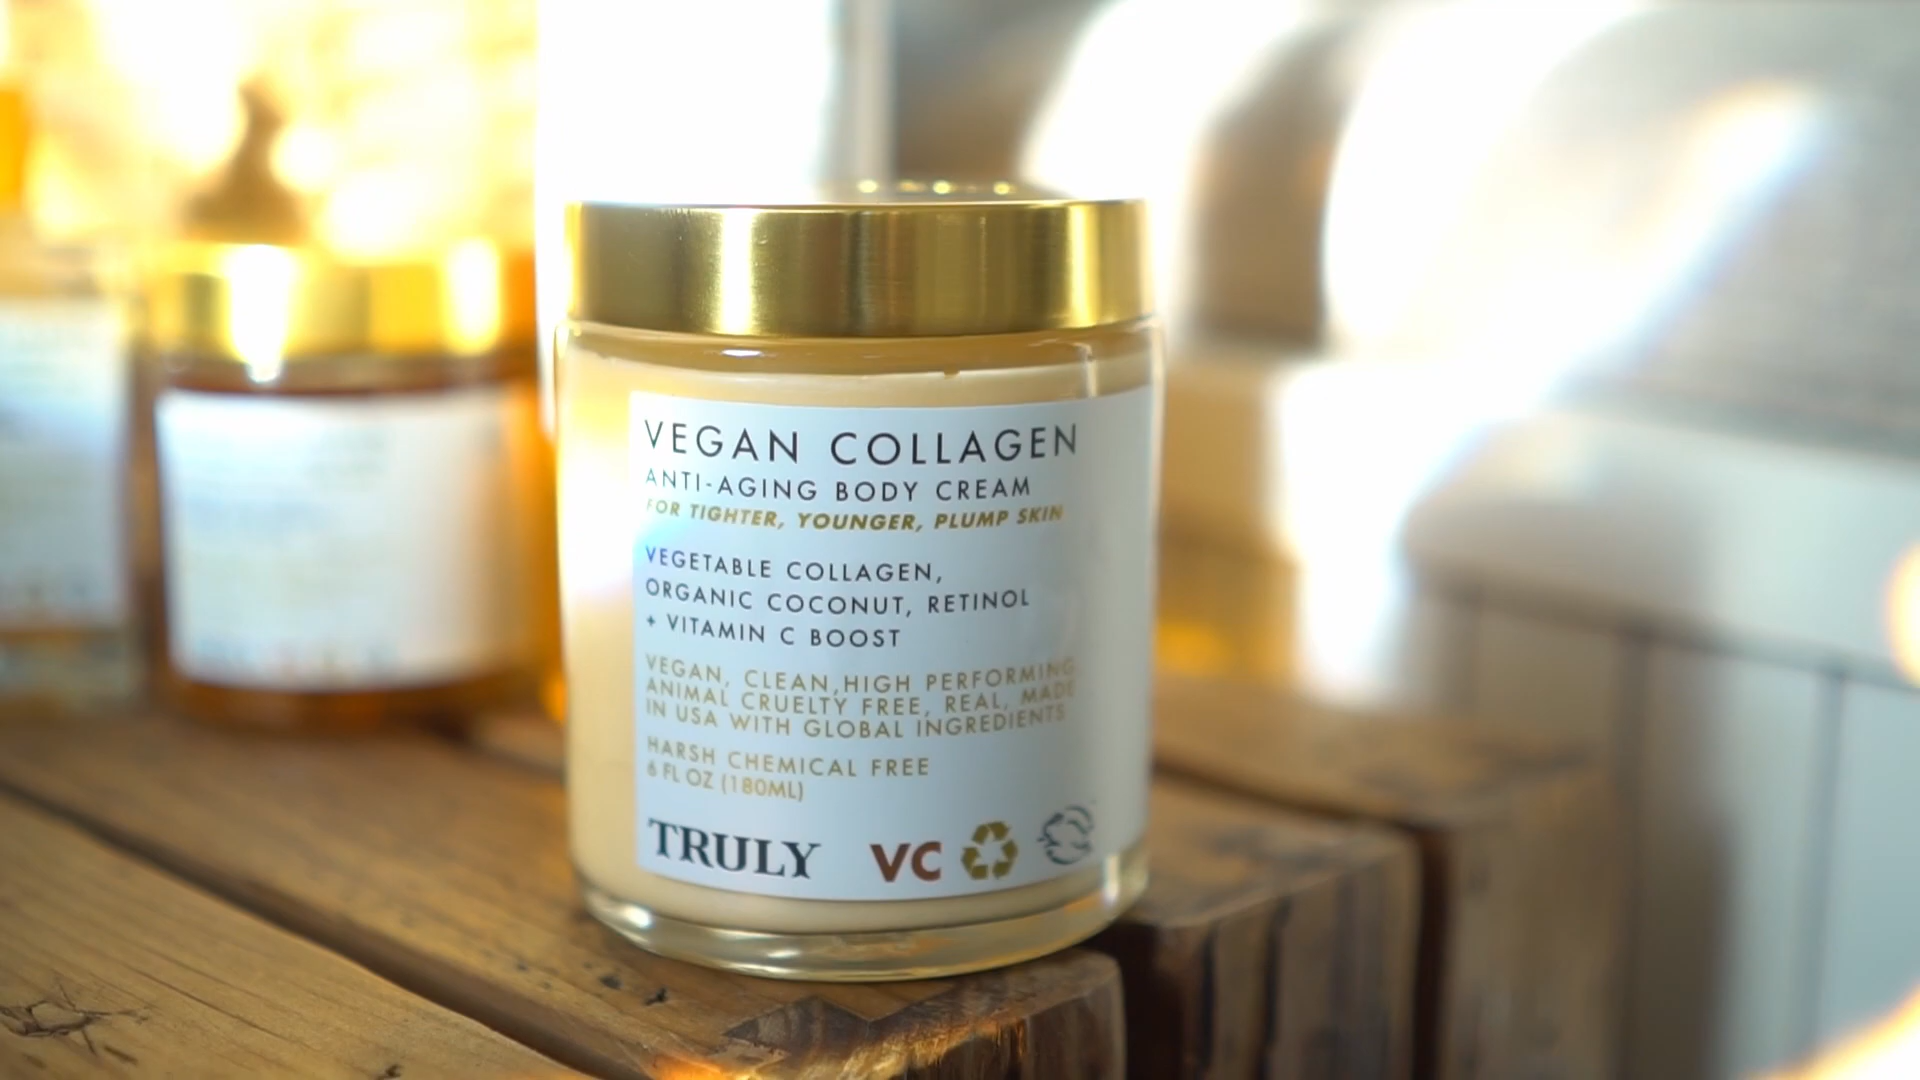 VEGAN COLLAGEN
ANTI-AGING BODY CREAM
FOR TIGHTER, YOUNGER, PLUMP SKIN
VEGETABLE COLLAGEN,
ORGANIC COCONUT, RETINOL
+ VITAMIN C BOOST
VEGAN, CLEAN,HIGH PERFORMING,
ANIMAL CRUELTY FREE, REAL, MADE
IN USA WITH GLOBAL INGREDIENTS
HARSH CHEMICAL FREE
6 FL OZ (180ML)
TRULY VC